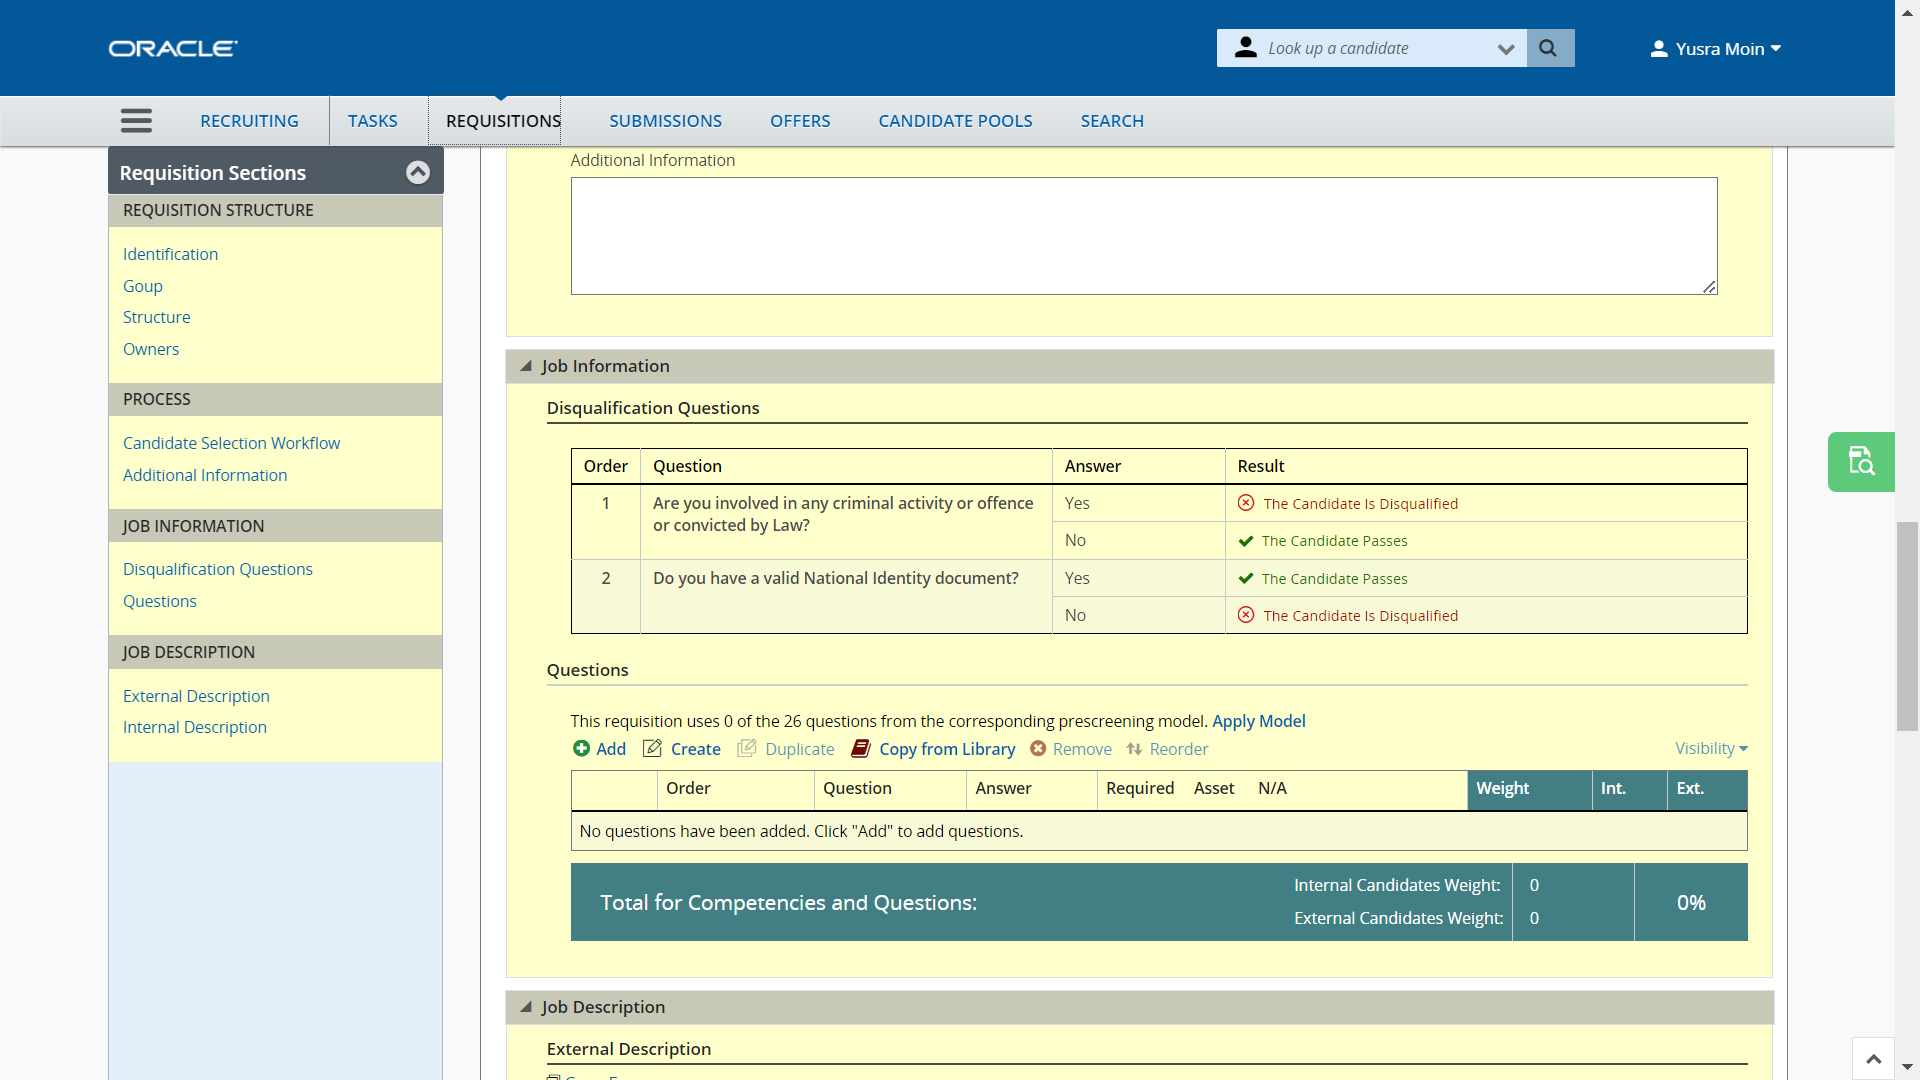 ORACLE
Look up a candidate
Yusra Moin
RECRUITING TASKS REQUISITIONS SUBMISSIONS OFFERS CANDIDATE POOLS SEARCH
Requisition Sections
REQUISITION STRUCTURE
Identification
Goup
Structure
Owners
PROCESS
Candidate Selection Workflow
Additional Information
JOB INFORMATION
Disqualification Questions
Questions
JOB DESCRIPTION
External Description
Internal Description
Additional Information
Job Information
Disqualification Questions
Order Question Answer Result
1 Are you involved in any criminal activity or offence or convicted by Law? Yes The Candidate Is Disqualified
No The Candidate Passes
2 Do you have a valid National Identity document? Yes The Candidate Passes
No The Candidate Is Disqualified
Questions
This requisition uses 0 of the 26 questions from the corresponding prescreening model. Apply Model
Add Create Duplicate Copy from Library Remove Reorder Visibility
Order Question Answer Required Asset N/A Weight Int. Ext.
No questions have been added. Click "Add" to add questions.
Total for Competencies and Questions:
Internal Candidates Weight: 0
External Candidates Weight: 0
0%
Job Description
External Description